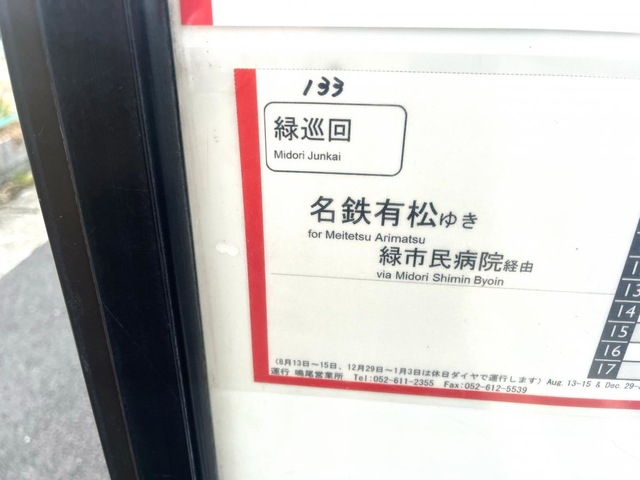 133
緑巡回
Midori Junkai
名鉄有松ゆき
for Meitetsu Arimatsu
緑市民病院経由
via Midori Shimin Byoin
13
15
16
17
(8月13日～15日、12月29日～1月3日は休日ダイヤで運行します) Aug. 13-15 & Dec 29-
運行 鳴尾営業所 Tel:052-611-2355 Fax:052-612-5539